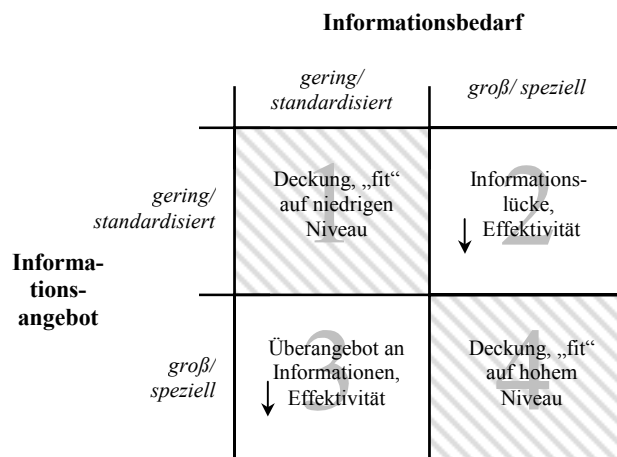 Informationsbedarf
gering/
standardisiert
groß/ speziell
gering/
standardisiert
1
Deckung, „fit“
auf niedrigen
Niveau
2
Informations-
lücke,
↓ Effektivität
Informa-
tions-
angebot
groß/
speziell
3
Überangebot an
Informationen,
↓ Effektivität
4
Deckung, „fit“
auf hohem
Niveau